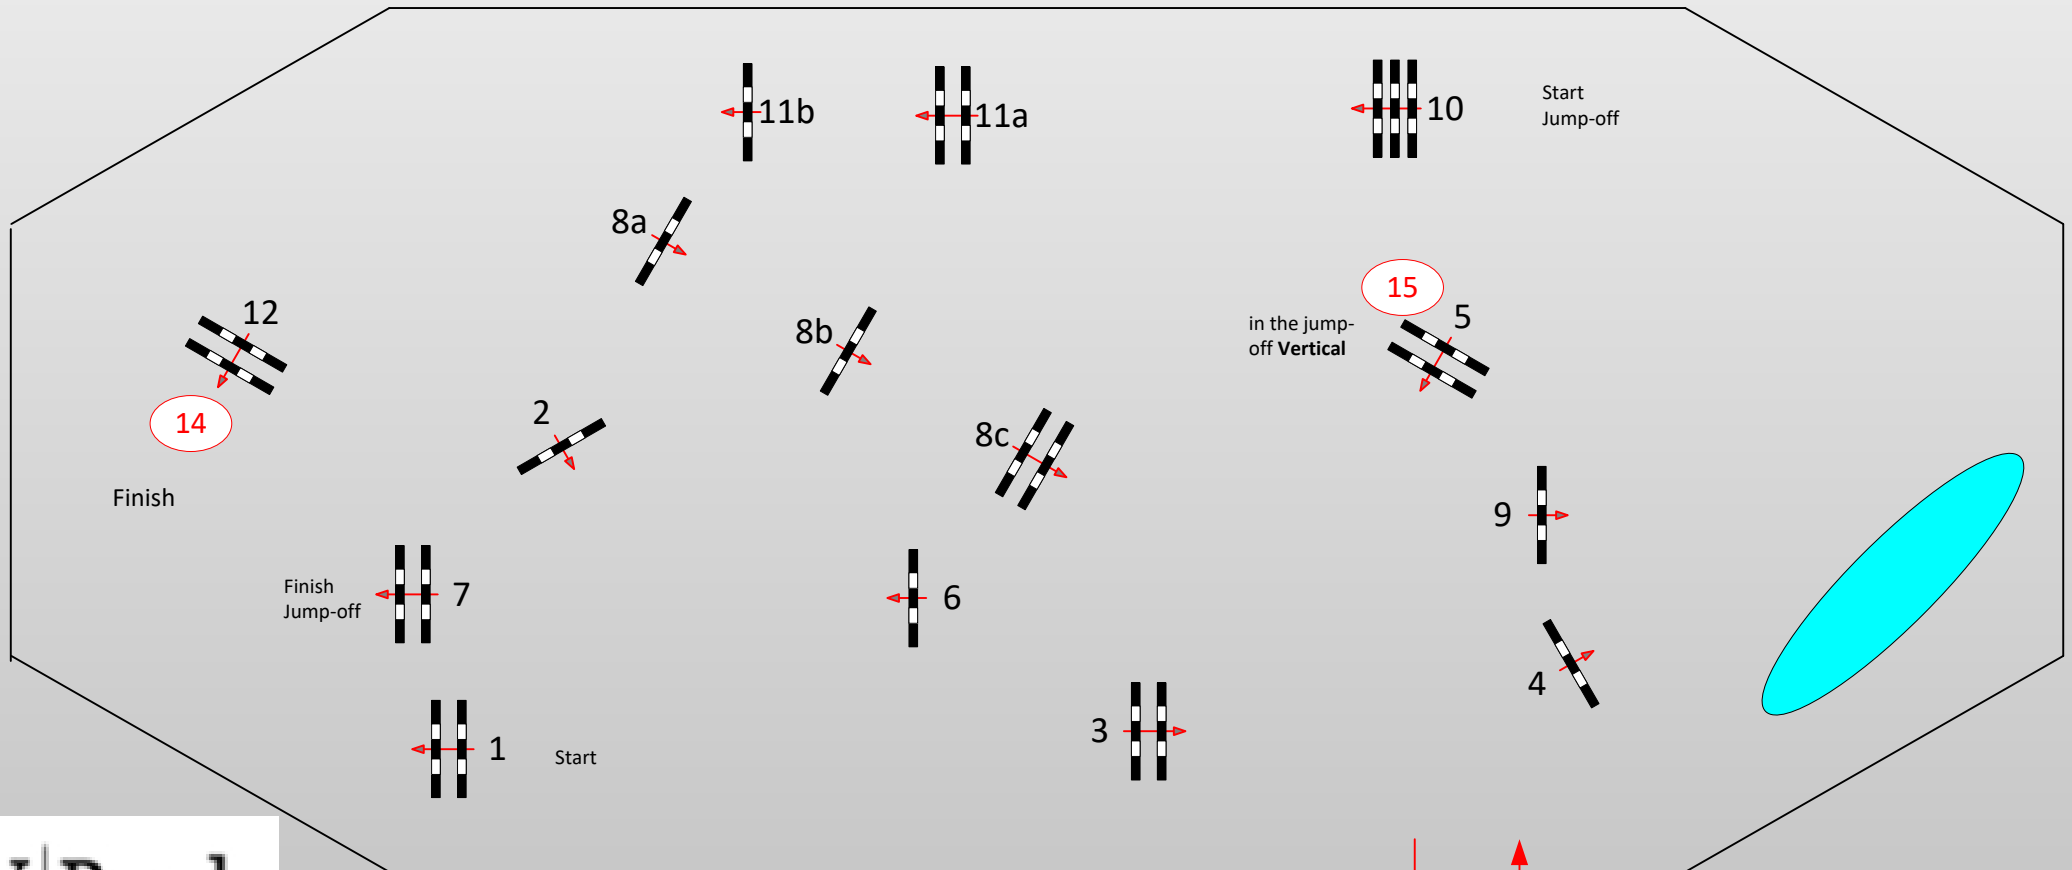 11b
11a
10
Start
Jump-off
8a
15
12
5
in the jump-
off Vertical
8b
2
14
8c
Finish
9
Finish
Jump-off
7
6
4
3
1
Start